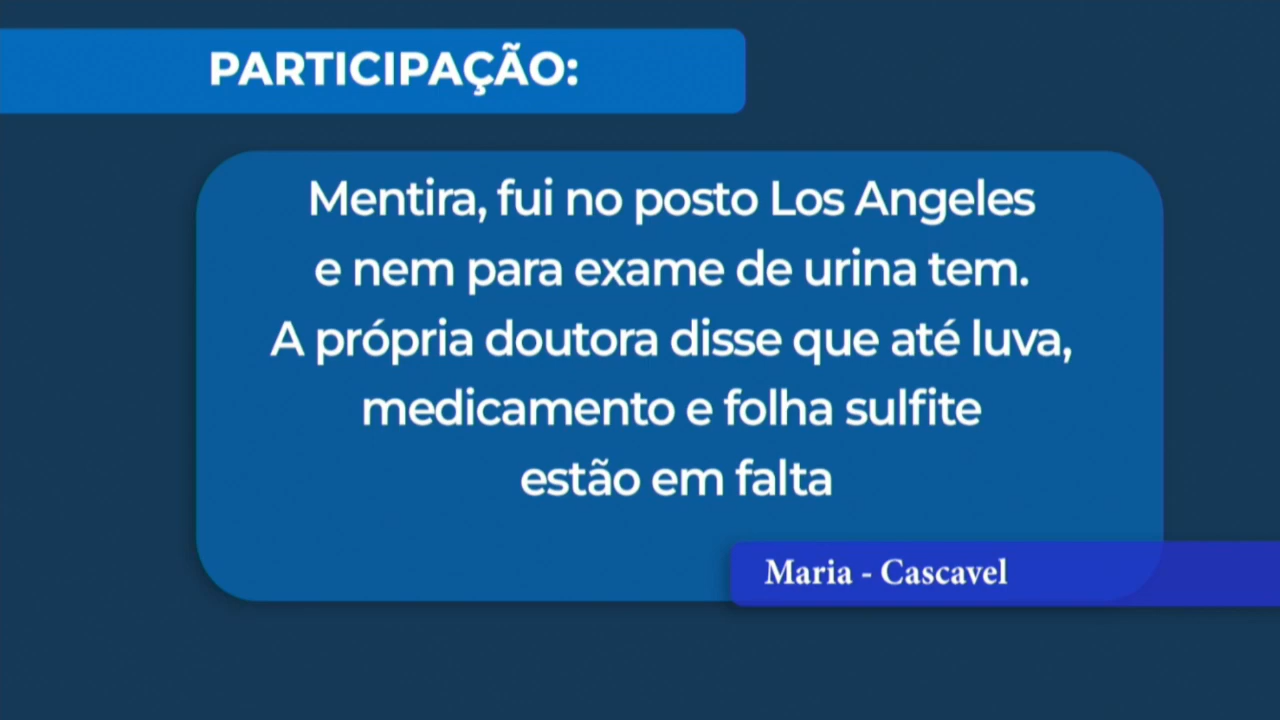 PARTICIPAÇÃO:
Mentira, fui no posto Los Angeles
e nem para exame de urina tem.
A própria doutora disse que até luva,
medicamento e folha sulfite
estão em falta
Maria - Cascavel